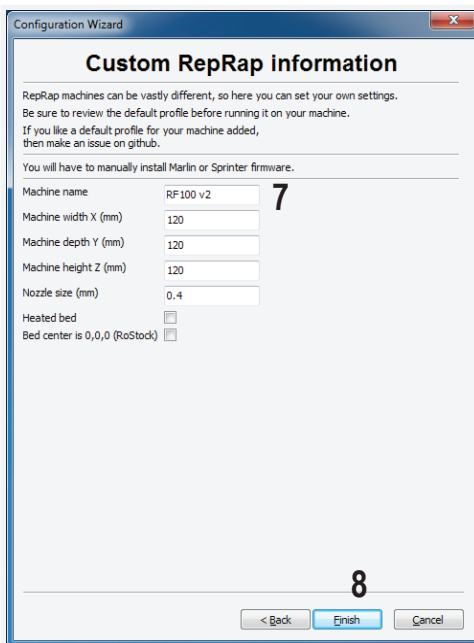 Configuration Wizard
Custom RepRap information
RepRap machines can be vastly different, so here you can set your own settings.
Be sure to review the default profile before running it on your machine.
If you like a default profile for your machine added,
then make an issue on github.
You will have to manually install Marlin or Sprinter firmware.
Machine name RF100 v2 7
Machine width X (mm) 120
Machine depth Y (mm) 120
Machine height Z (mm) 120
Nozzle size (mm) 0.4
Heated bed
Bed center is 0,0,0 (RoStock)
8
< Back Finish Cancel